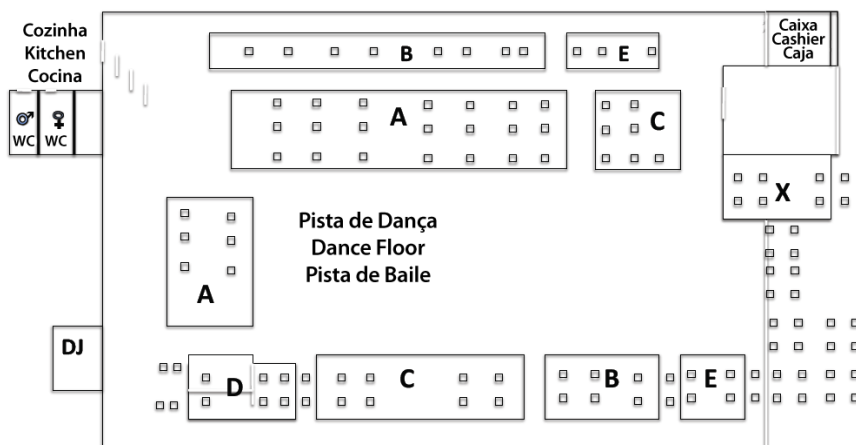 Cozinha
Kitchen
Cocina
Caixa
Cashier
Caja
B
E
A
C
WC
WC
X
Pista de Dança
Dance Floor
Pista de Baile
A
DJ
D
C
B
E